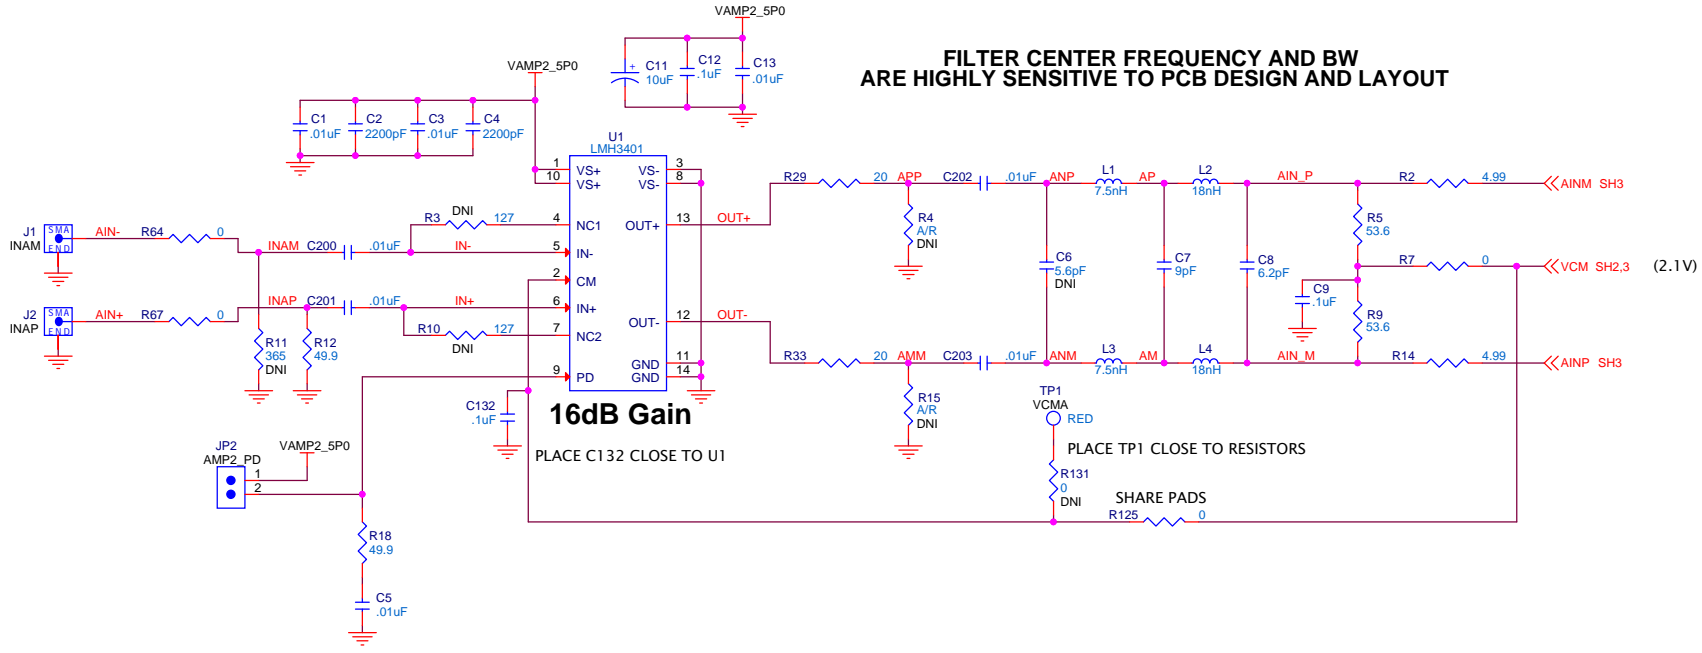 VAMP2_5P0
FILTER CENTER FREQUENCY AND BW
ARE HIGHLY SENSITIVE TO PCB DESIGN AND LAYOUT
C11
10uF
+
C12
.1uF
C13
.01uF
VAMP2_5P0
C1
.01uF
C2
2200pF
C3
.01uF
C4
2200pF
U1
LMH3401
1
VS+
10
VS+
3
VS-
8
VS-
4
NC1
5
IN-
2
CM
6
IN+
7
NC2
9
PD
13
OUT+
12
OUT-
11
GND
14
GND
16dB Gain
J1
INAM
SMA
END
AIN-
R64
0
INAM
C200
.01uF
IN-
R3
DNI
127
J2
INAP
SMA
END
AIN+
R67
0
INAP
C201
.01uF
IN+
R10
127
DNI
R11
365
DNI
R12
49.9
OUT+
R29
20
APP
C202
.01uF
ANP
L1
7.5nH
AP
L2
18nH
AIN_P
R2
4.99
AINM SH3
R4
A/R
DNI
C6
5.6pF
DNI
C7
9pF
C8
6.2pF
R5
53.6
R7
0
VCM SH2,3
(2.1V)
C9
.1uF
R9
53.6
OUT-
R33
20
AMM
C203
.01uF
ANM
L3
7.5nH
AM
L4
18nH
AIN_M
R14
4.99
AINP SH3
R15
A/R
DNI
C132
.1uF
PLACE C132 CLOSE TO U1
TP1
VCMA
RED
PLACE TP1 CLOSE TO RESISTORS
R131
0
DNI
SHARE PADS
R125
0
JP2
AMP2_PD
VAMP2_5P0
1
2
R18
49.9
C5
.01uF